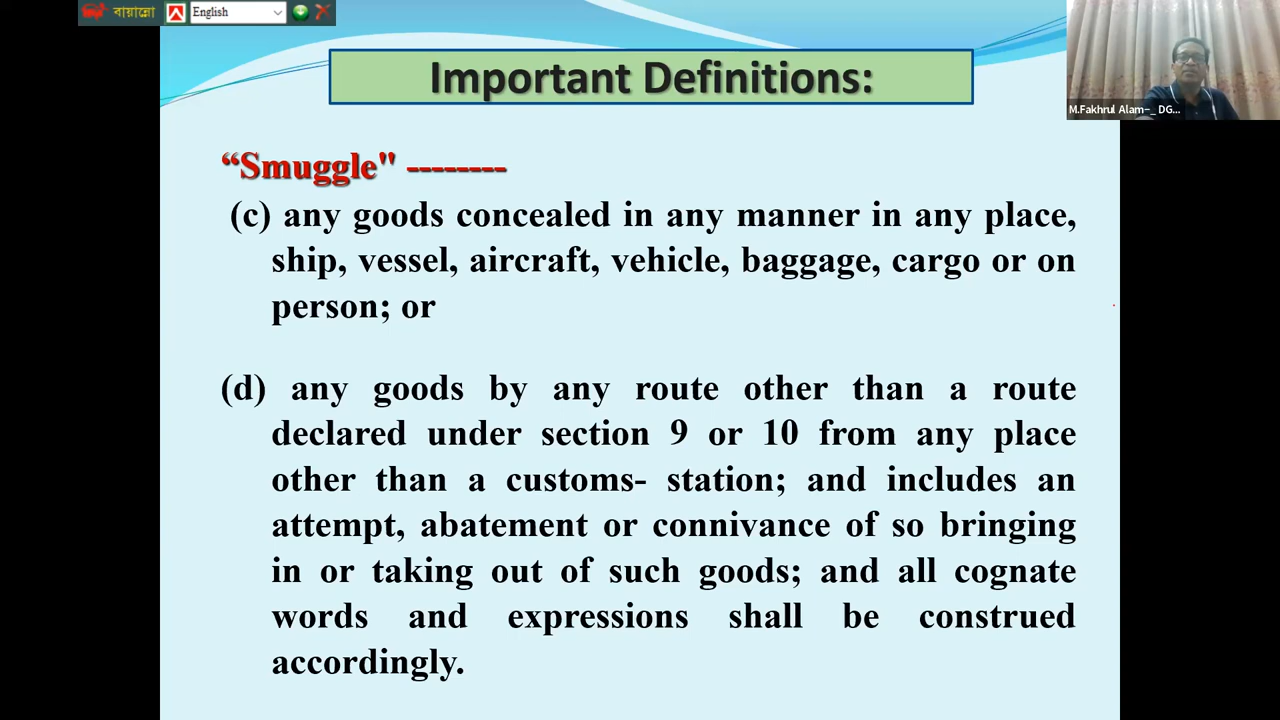 বায়ান্নো
English
Important Definitions:
M.Fakhrul Alam-_ DG...
“Smuggle" --------
(c) any goods concealed in any manner in any place,
ship, vessel, aircraft, vehicle, baggage, cargo or on
person; or
(d) any goods by any route other than a route
declared under section 9 or 10 from any place
other than a customs- station; and includes an
attempt, abatement or connivance of so bringing
in or taking out of such goods; and all cognate
words and expressions shall be construed
accordingly.